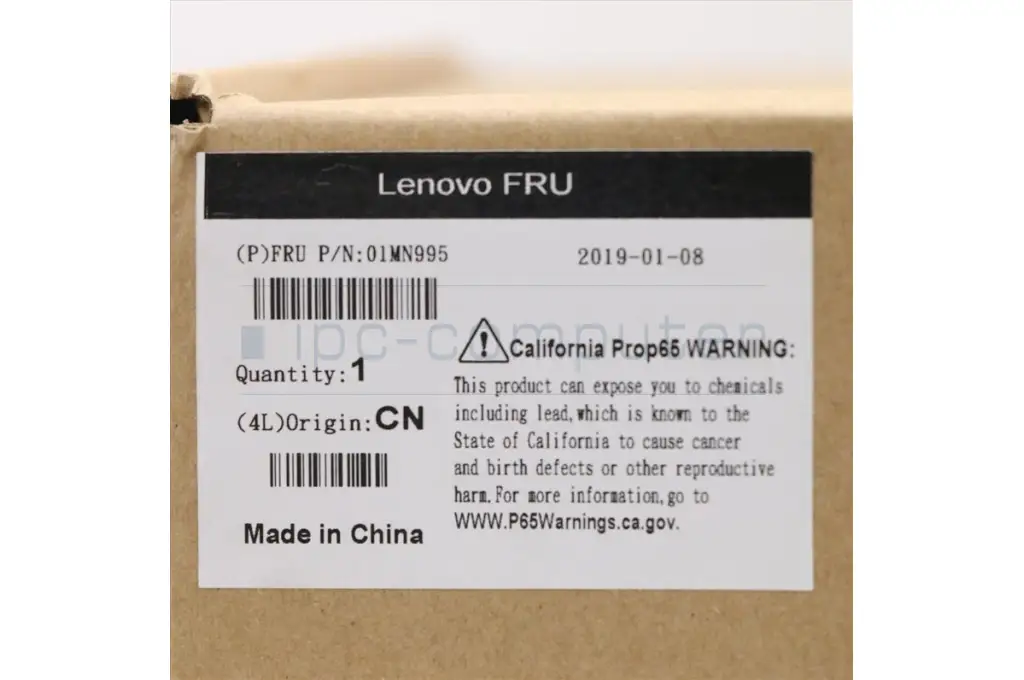 Lenovo FRU
(P)FRU P/N:01MN995
2019-01-08
ipc-computer
Quantity:1
(4L)Origin:CN
Made in China
California Prop65 WARNING:
This product can expose you to chemicals
including lead,which is known to the
State of California to cause cancer
and birth defects or other reproductive
harm.For more information,go to
WWW.P65Warnings.ca.gov.